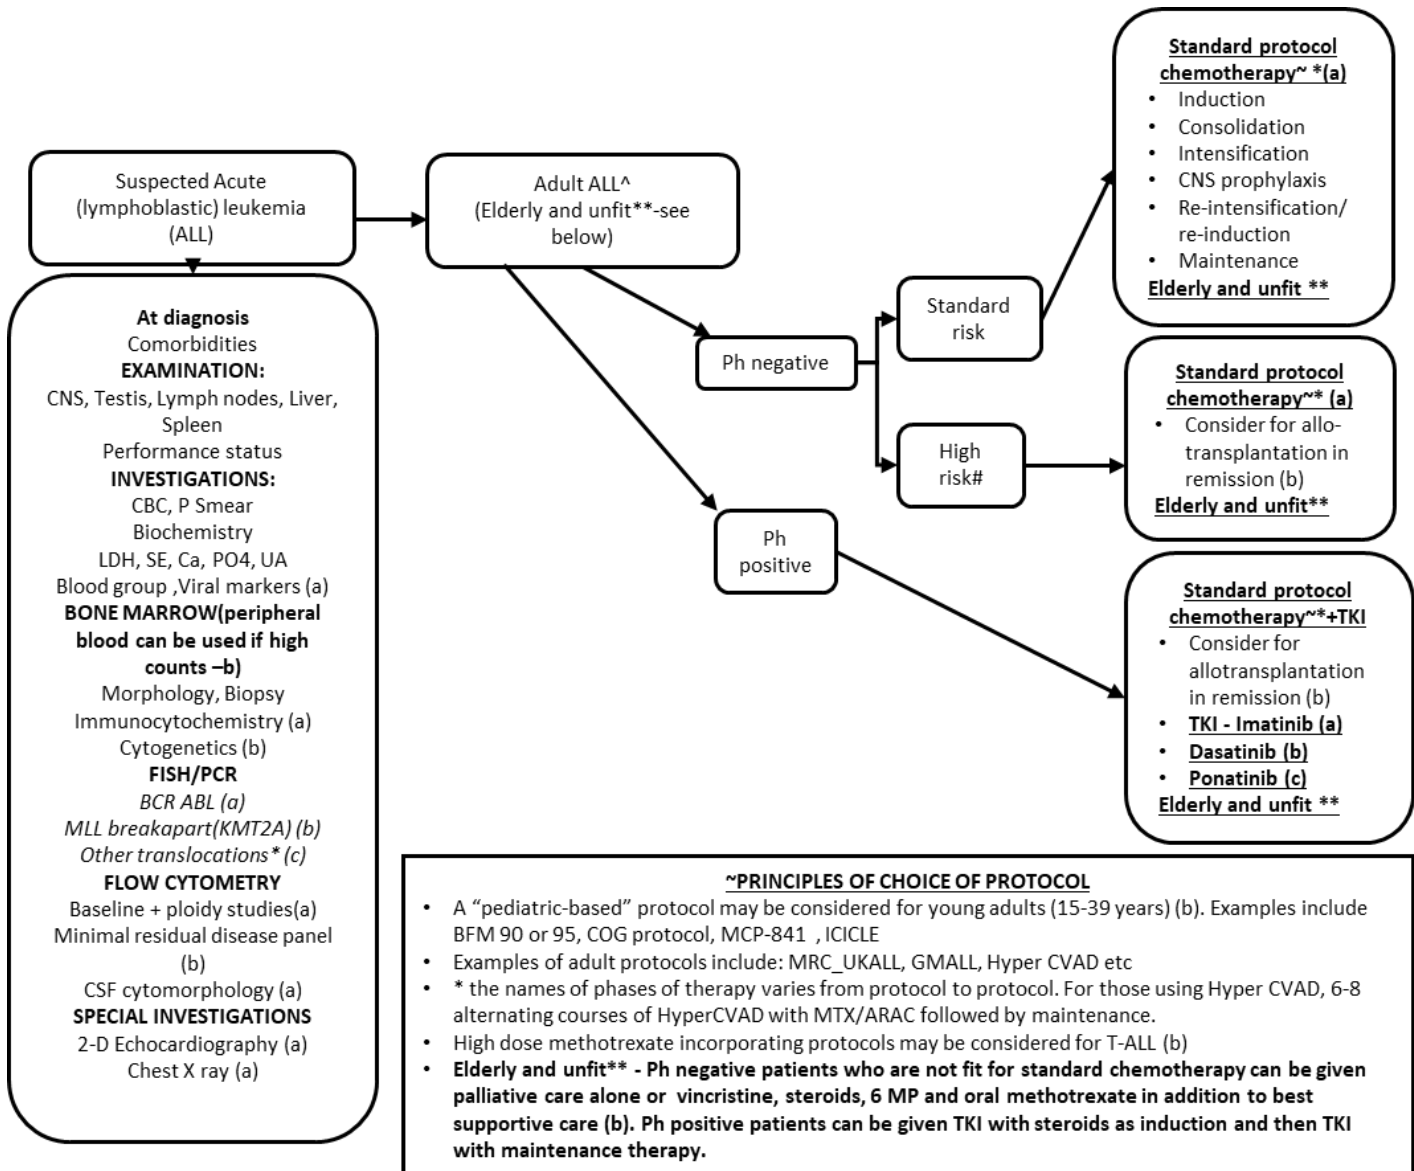 Suspected Acute
(lymphoblastic) leukemia
(ALL)
At diagnosis
Comorbidities
EXAMINATION:
CNS, Testis, Lymph nodes, Liver,
Spleen
Performance status
INVESTIGATIONS:
CBC, P Smear
Biochemistry
LDH, SE, Ca, PO4, UA
Blood group ,Viral markers (a)
BONE MARROW(peripheral
blood can be used if high
counts –b)
Morphology, Biopsy
Immunocytochemistry (a)
Cytogenetics (b)
FISH/PCR
BCR ABL (a)
MLL breakapart(KMT2A) (b)
Other translocations* (c)
FLOW CYTOMETRY
Baseline + ploidy studies(a)
Minimal residual disease panel
(b)
CSF cytomorphology (a)
SPECIAL INVESTIGATIONS
2-D Echocardiography (a)
Chest X ray (a)
Adult ALL^
(Elderly and unfit**-see
below)
Ph negative
Standard
risk
High
risk#
Ph
positive
Standard protocol
chemotherapy~ *(a)
• Induction
• Consolidation
• Intensification
• CNS prophylaxis
• Re-intensification/
re-induction
• Maintenance
Elderly and unfit **
Standard protocol
chemotherapy~* (a)
• Consider for allo-
transplantation in
remission (b)
Elderly and unfit**
Standard protocol
chemotherapy~*+TKI
• Consider for
allotransplantation
in remission (b)
• TKI - Imatinib (a)
• Dasatinib (b)
• Ponatinib (c)
Elderly and unfit **
~PRINCIPLES OF CHOICE OF PROTOCOL
• A “pediatric-based” protocol may be considered for young adults (15-39 years) (b). Examples include
BFM 90 or 95, COG protocol, MCP-841 , ICICLE
• Examples of adult protocols include: MRC_UKALL, GMALL, Hyper CVAD etc
• * the names of phases of therapy varies from protocol to protocol. For those using Hyper CVAD, 6-8
alternating courses of HyperCVAD with MTX/ARAC followed by maintenance.
• High dose methotrexate incorporating protocols may be considered for T-ALL (b)
• Elderly and unfit** - Ph negative patients who are not fit for standard chemotherapy can be given
palliative care alone or vincristine, steroids, 6 MP and oral methotrexate in addition to best
supportive care (b). Ph positive patients can be given TKI with steroids as induction and then TKI
with maintenance therapy.